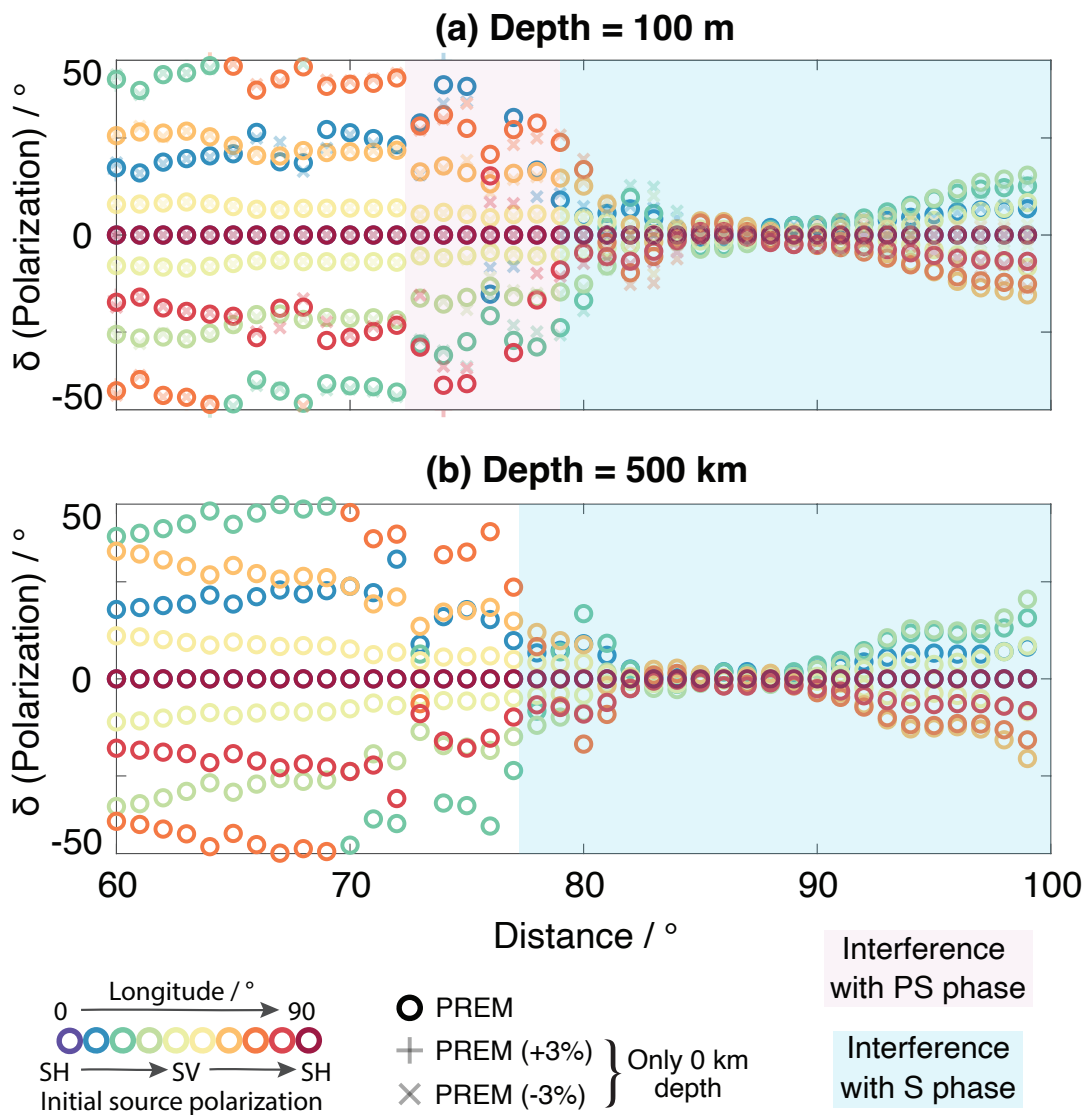 (a) Depth = 100 m
50
0
-50
δ (Polarization) / °
(b) Depth = 500 km
50
0
-50
δ (Polarization) / °
60 70 80 90 100
Distance / °
Interference
with PS phase
Interference
with S phase
Longitude / °
0 90
SH SV SH
Initial source polarization
PREM
PREM (+3%)
PREM (-3%)
Only 0 km
depth